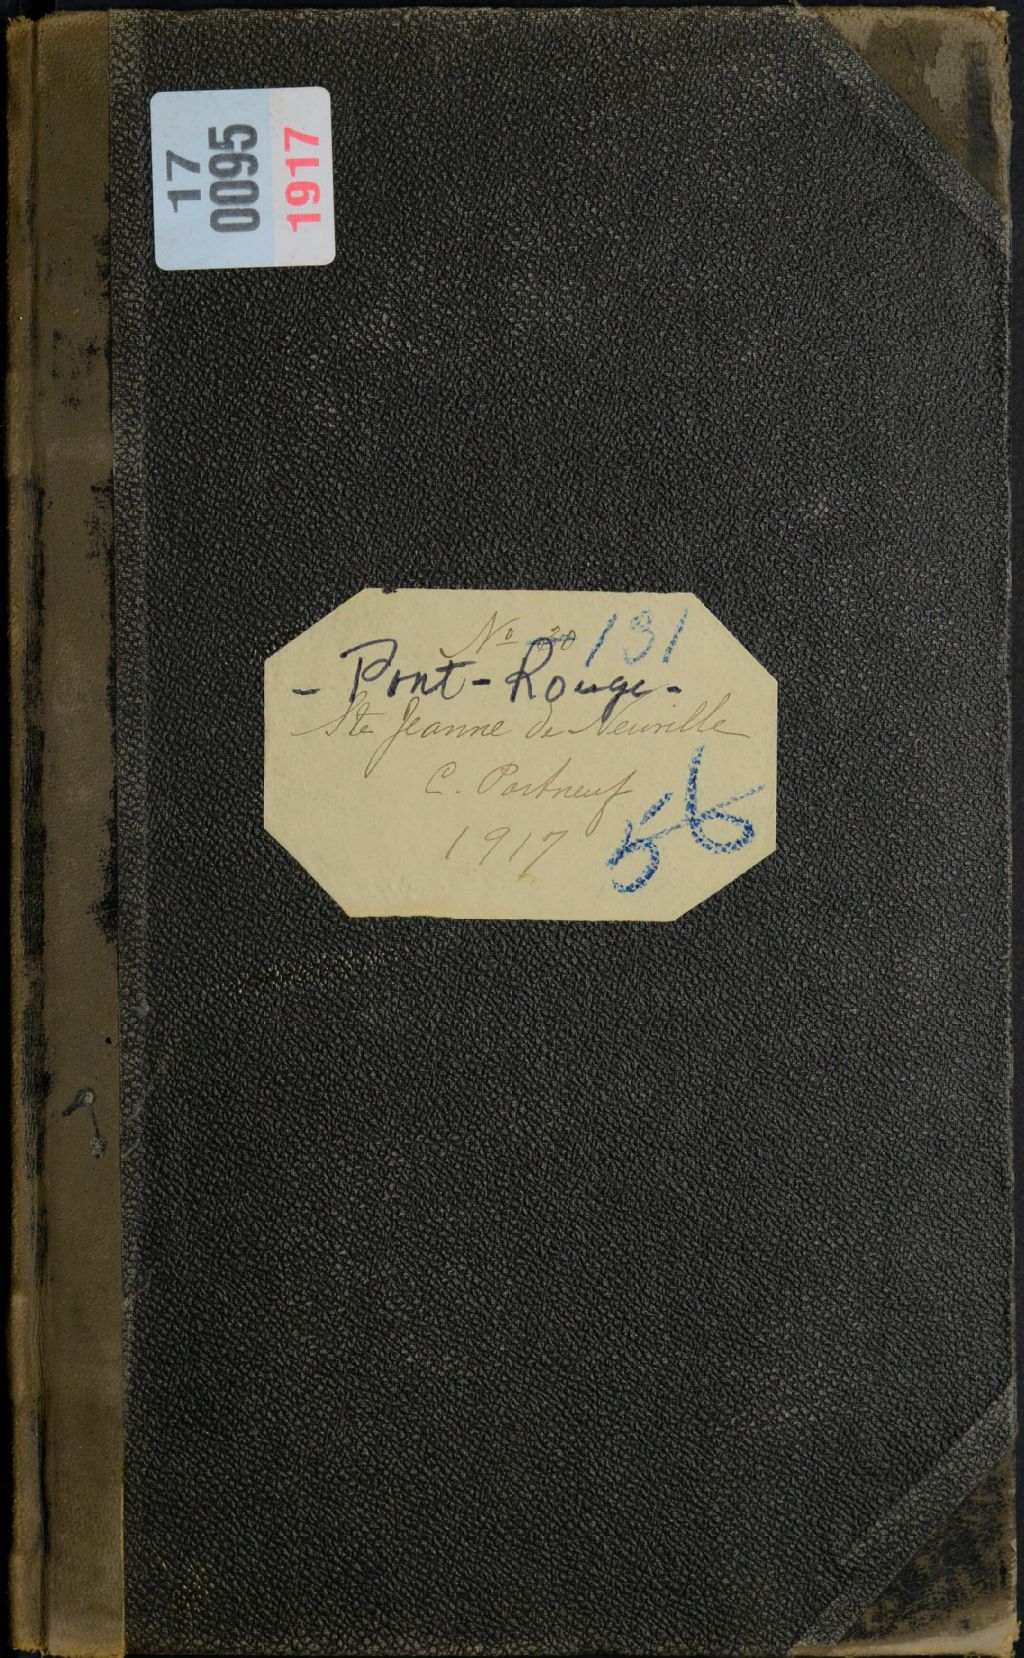 17
0095
1917
No 20 131
- Pont-Rouge -
Ste Jeanne de Neuville
C. Portneuf
1917
56